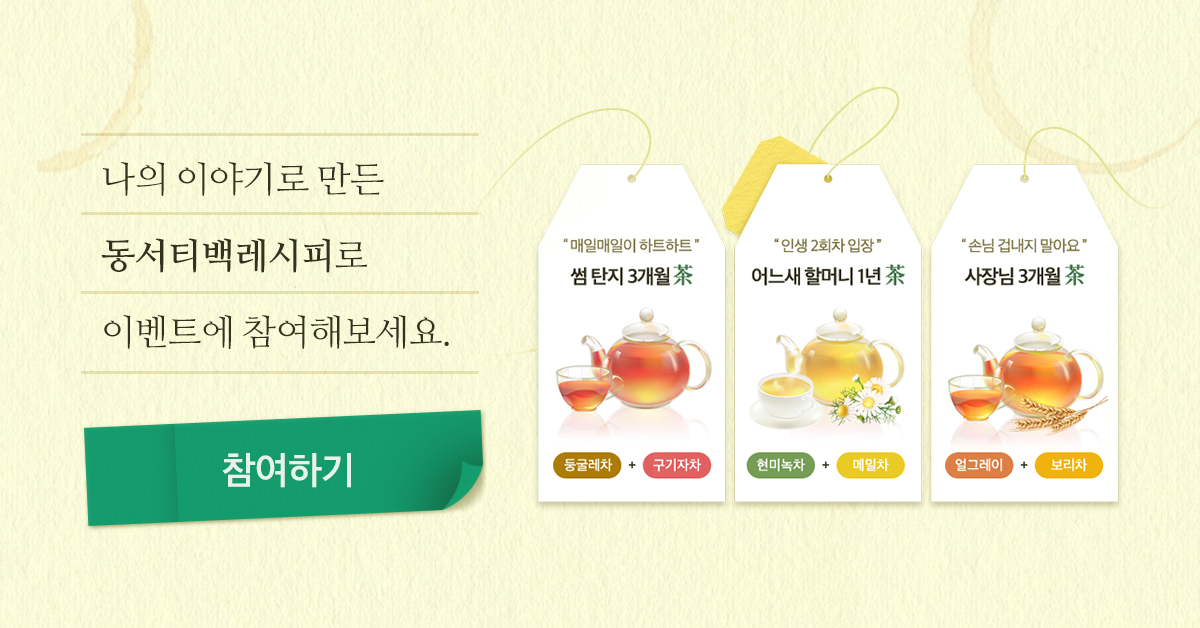 나의 이야기로 만든
동서티백레시피로
이벤트에 참여해보세요.
참여하기
“ 매일매일이 하트하트 ”
썸 탄지 3개월 茶
둥굴레차 + 구기자차
“ 인생 2회차 입장 ”
어느새 할머니 1년 茶
현미녹차 + 메밀차
“ 손님 겁내지 말아요 ”
사장님 3개월 茶
얼그레이 + 보리차